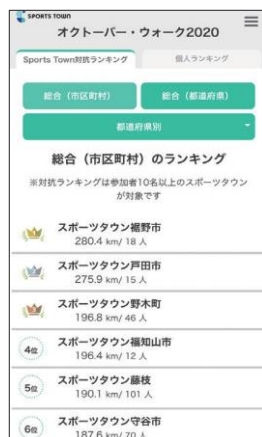 SPORTS TOWN
オクトーバー・ウォーク2020
Sports Town対抗ランキング
個人ランキング
総合（市区町村）
総合（都道府県）
都道府県別
総合（市区町村）のランキング
※対抗ランキングは参加者10名以上のスポーツタウン
が対象です
スポーツタウン裾野市
280.4 km/ 18 人
スポーツタウン戸田市
275.9 km/ 15 人
スポーツタウン野木町
196.8 km/ 46 人
4位
スポーツタウン福知山市
196.4 km/ 12 人
5位
スポーツタウン藤枝
190.1 km/ 101 人
6位
スポーツタウン守谷市
187.6 km/ 70 人